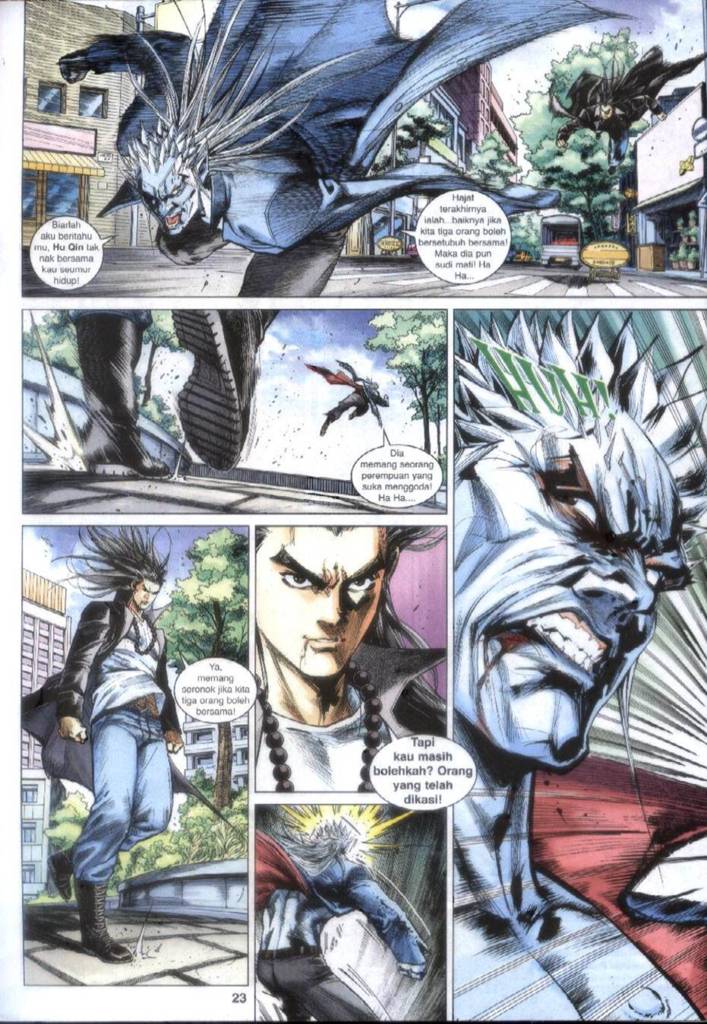 Biarlah
aku beritahu
mu, Hu Qin tak
nak bersama
kau seumur
hidup!
Hajat
terakhirnya
ialah...baiknya jika
kita tiga orang boleh
bersetubuh bersama!
Maka dia pun
sudi mati! Ha
Ha...
Dia
memang seorang
perempuan yang
suka menggoda!
Ha Ha....
HUH!
Ya,
memang
seronok jika kita
tiga orang boleh
bersama!
Tapi
kau masih
bolehkah? Orang
yang telah
dikasi!
23